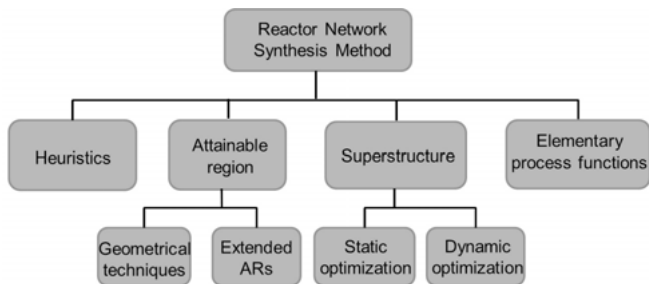 Reactor Network
Synthesis Method
Heuristics
Attainable
region
Superstructure
Elementary
process functions
Geometrical
techniques
Extended
ARs
Static
optimization
Dynamic
optimization